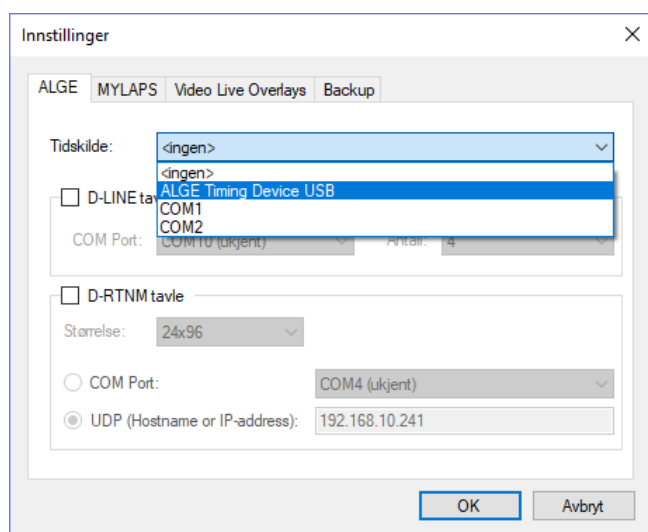 Innstillinger
ALGE MYLAPS Video Live Overlays Backup
Tidskilde: <ingen>
<ingen>
ALGE Timing Device USB
COM1
COM2
D-LINE tav
COM Port: COM10 (ukjent) Antall: 4
D-RTNM tavle
Størrelse: 24x96
COM Port: COM4 (ukjent)
UDP (Hostname or IP-address): 192.168.10.241
OK Avbryt